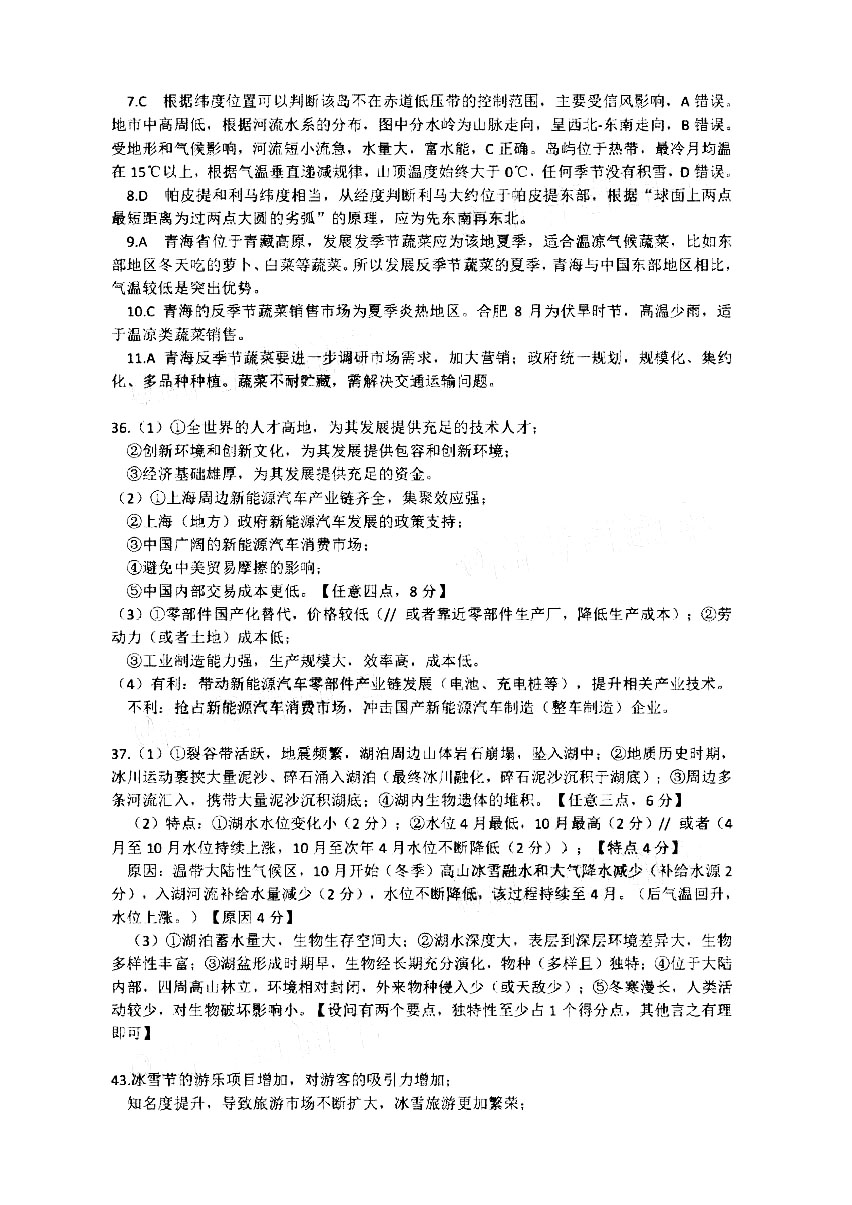 7.C 根据纬度位置可以判断该岛不在赤道低压带的控制范围，主要受信风影响，A 错误。
地市中高周低，根据河流水系的分布，图中分水岭为山脉走向，呈西北-东南走向，B 错误。
受地形和气候影响，河流短小流急，水量大，富水能，C 正确。岛屿位于热带，最冷月均温
在 15℃以上，根据气温垂直递减规律，山顶温度始终大于 0℃，任何季节没有积雪，D 错误。
8.D 帕皮提和利马纬度相当，从经度判断利马大约位于帕皮提东部，根据“球面上两点
最短距离为过两点大圆的劣弧”的原理，应为先东南再东北。
9.A 青海省位于青藏高原，发展发季节蔬菜应为该地夏季，适合温凉气候蔬菜，比如东
部地区冬天吃的萝卜、白菜等蔬菜。所以发展反季节蔬菜的夏季，青海与中国东部地区相比，
气温较低是突出优势。
10.C 青海的反季节蔬菜销售市场为夏季炎热地区。合肥 8 月为伏旱时节，高温少雨，适
于温凉类蔬菜销售。
11.A 青海反季节蔬菜要进一步调研市场需求，加大营销；政府统一规划，规模化、集约
化、多品种种植。蔬菜不耐贮藏，需解决交通运输问题。
36.（1）①全世界的人才高地，为其发展提供充足的技术人才；
②创新环境和创新文化，为其发展提供包容和创新环境；
③经济基础雄厚，为其发展提供充足的资金。
（2）①上海周边新能源汽车产业链齐全，集聚效应强；
②上海（地方）政府新能源汽车发展的政策支持；
③中国广阔的新能源汽车消费市场；
④避免中美贸易摩擦的影响；
⑤中国内部交易成本更低。【任意四点，8 分】
（3）①零部件国产化替代，价格较低（// 或者靠近零部件生产厂，降低生产成本）；②劳
动力（或者土地）成本低；
③工业制造能力强，生产规模大，效率高，成本低。
（4）有利：带动新能源汽车零部件产业链发展（电池、充电桩等），提升相关产业技术。
不利：抢占新能源汽车消费市场，冲击国产新能源汽车制造（整车制造）企业。
37.（1）①裂谷带活跃，地震频繁，湖泊周边山体岩石崩塌，坠入湖中；②地质历史时期，
冰川运动裹挟大量泥沙、碎石涌入湖泊（最终冰川融化，碎石泥沙沉积于湖底）；③周边多
条河流汇入，携带大量泥沙沉积湖底；④湖内生物遗体的堆积。【任意三点，6 分】
（2）特点：①湖水水位变化小（2 分）；②水位 4 月最低，10 月最高（2 分）// 或者（4
月至 10 月水位持续上涨，10 月至次年 4 月水位不断降低（2 分））；【特点 4 分】
原因：温带大陆性气候区，10 月开始（冬季）高山冰雪融水和大气降水减少（补给水源 2
分），入湖河流补给水量减少（2 分），水位不断降低，该过程持续至 4 月。（后气温回升，
水位上涨。）【原因 4 分】
（3）①湖泊蓄水量大，生物生存空间大；②湖水深度大，表层到深层环境差异大，生物
多样性丰富；③湖盆形成时期早，生物经长期充分演化，物种（多样且）独特；④位于大陆
内部，四周高山林立，环境相对封闭，外来物种侵入少（或天敌少）；⑤冬寒漫长，人类活
动较少，对生物破坏影响小。【设问有两个要点，独特性至少占 1 个得分点，其他言之有理
即可】
43.冰雪节的游乐项目增加，对游客的吸引力增加；
知名度提升，导致旅游市场不断扩大，冰雪旅游更加繁荣；